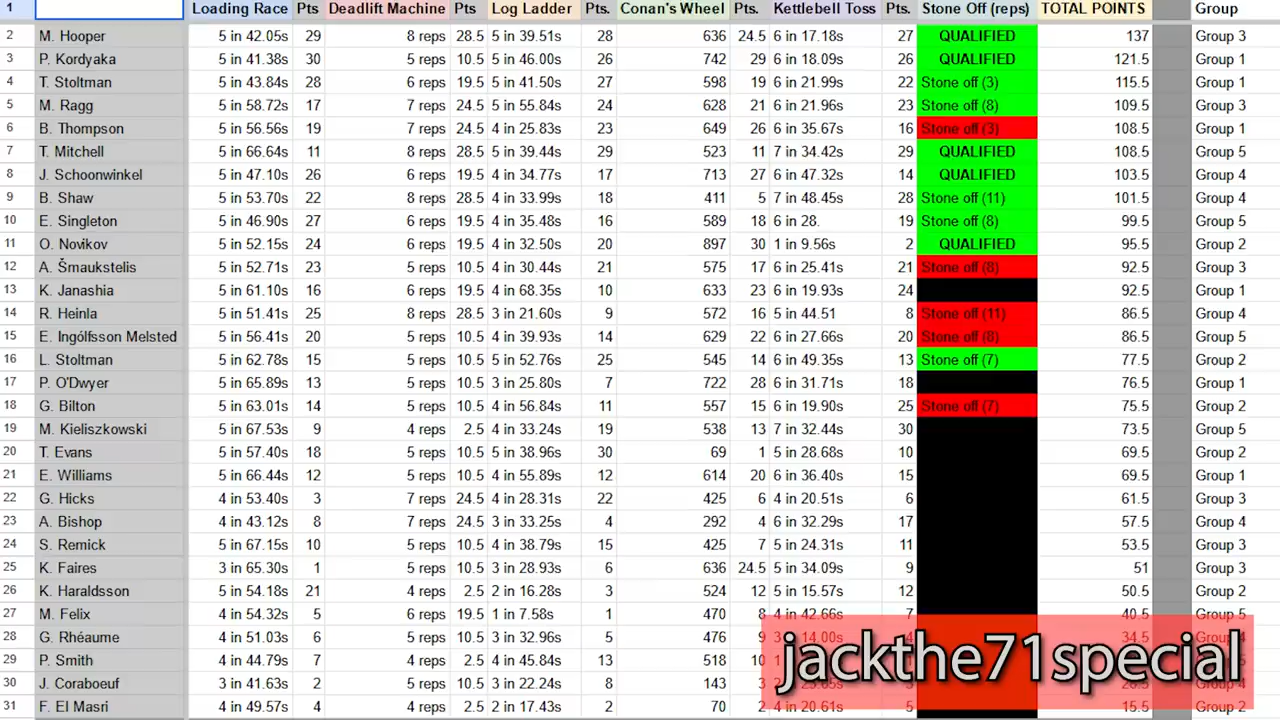 1 Loading Race Pts Deadlift Machine Pts Log Ladder Pts. Conan's Wheel Pts. Kettlebell Toss Pts. Stone Off (reps) TOTAL POINTS Group
2 M. Hooper 5 in 42.05s 29 8 reps 28.5 5 in 39.51s 28 636 24.5 6 in 17.18s 27 QUALIFIED 137 Group 3
3 P. Kordyaka 5 in 41.38s 30 5 reps 10.5 5 in 46.00s 26 742 29 6 in 18.09s 26 QUALIFIED 121.5 Group 1
4 T. Stoltman 5 in 43.84s 28 6 reps 19.5 5 in 41.50s 27 598 19 6 in 21.99s 22 Stone off (3) 115.5 Group 1
5 M. Ragg 5 in 58.72s 17 7 reps 24.5 5 in 55.84s 24 628 21 6 in 21.96s 23 Stone off (8) 109.5 Group 3
6 B. Thompson 5 in 56.56s 19 7 reps 24.5 4 in 25.83s 23 649 26 6 in 35.67s 16 Stone off (3) 108.5 Group 1
7 T. Mitchell 5 in 66.64s 11 8 reps 28.5 5 in 39.44s 29 523 11 7 in 34.42s 29 QUALIFIED 108.5 Group 5
8 J. Schoonwinkel 5 in 47.10s 26 6 reps 19.5 4 in 34.77s 17 713 27 6 in 47.32s 14 QUALIFIED 103.5 Group 4
9 B. Shaw 5 in 53.70s 22 8 reps 28.5 4 in 33.99s 18 411 5 7 in 48.45s 28 Stone off (11) 101.5 Group 4
10 E. Singleton 5 in 46.90s 27 6 reps 19.5 4 in 35.48s 16 589 18 6 in 28. 19 Stone off (8) 99.5 Group 5
11 O. Novikov 5 in 52.15s 24 6 reps 19.5 4 in 32.50s 20 897 30 1 in 9.56s 2 QUALIFIED 95.5 Group 2
12 A. Šmaukstelis 5 in 52.71s 23 5 reps 10.5 4 in 30.44s 21 575 17 6 in 25.41s 21 Stone off (8) 92.5 Group 3
13 K. Janashia 5 in 61.10s 16 6 reps 19.5 4 in 68.35s 10 633 23 6 in 19.93s 24 92.5 Group 1
14 R. Heinla 5 in 51.41s 25 8 reps 28.5 3 in 21.60s 9 572 16 5 in 44.51 8 Stone off (11) 86.5 Group 4
15 E. Ingólfsson Melsted 5 in 56.41s 20 5 reps 10.5 4 in 39.93s 14 629 22 6 in 27.66s 20 Stone off (8) 86.5 Group 5
16 L. Stoltman 5 in 62.78s 15 5 reps 10.5 5 in 52.76s 25 545 14 6 in 49.35s 13 Stone off (7) 77.5 Group 2
17 P. O'Dwyer 5 in 65.89s 13 5 reps 10.5 3 in 25.80s 7 722 28 6 in 31.71s 18 76.5 Group 1
18 G. Bilton 5 in 63.01s 14 5 reps 10.5 4 in 56.84s 11 557 15 6 in 19.90s 25 Stone off (7) 75.5 Group 2
19 M. Kieliszkowski 5 in 67.53s 9 4 reps 2.5 4 in 33.24s 19 538 13 7 in 32.44s 30 73.5 Group 5
20 T. Evans 5 in 57.40s 18 5 reps 10.5 5 in 38.96s 30 69 1 5 in 28.68s 10 69.5 Group 2
21 E. Williams 5 in 66.44s 12 5 reps 10.5 4 in 55.89s 12 614 20 6 in 36.40s 15 69.5 Group 1
22 G. Hicks 4 in 53.40s 3 7 reps 24.5 4 in 28.31s 22 425 6 4 in 20.51s 6 61.5 Group 3
23 A. Bishop 4 in 43.12s 8 7 reps 24.5 3 in 33.25s 4 292 4 6 in 32.29s 17 57.5 Group 4
24 S. Remick 5 in 67.15s 10 5 reps 10.5 4 in 38.79s 15 425 7 5 in 24.31s 11 53.5 Group 3
25 K. Faires 3 in 65.30s 1 5 reps 10.5 3 in 28.93s 6 636 24.5 5 in 34.09s 9 51 Group 3
26 K. Haraldsson 5 in 54.18s 21 4 reps 2.5 2 in 16.28s 3 524 12 5 in 15.57s 12 50.5 Group 2
27 M. Felix 4 in 54.32s 5 6 reps 19.5 1 in 7.58s 1 470 8 4 in 42.66s 7 40.5 Group 5
28 G. Rhéaume 4 in 51.03s 6 5 reps 10.5 3 in 32.96s 5 476 9 3 in 14.00s 4 34.5 Group 4
29 P. Smith 4 in 44.79s 7 4 reps 2.5 4 in 45.84s 13 518 10
30 J. Coraboeuf 3 in 41.63s 2 5 reps 10.5 3 in 22.24s 8 143
31 F. El Masri 4 in 49.57s 4 4 reps 2.5 2 in 17.43s 2 70 2 4 in 20.61s 5 15.5 Group 2
jackthe71special